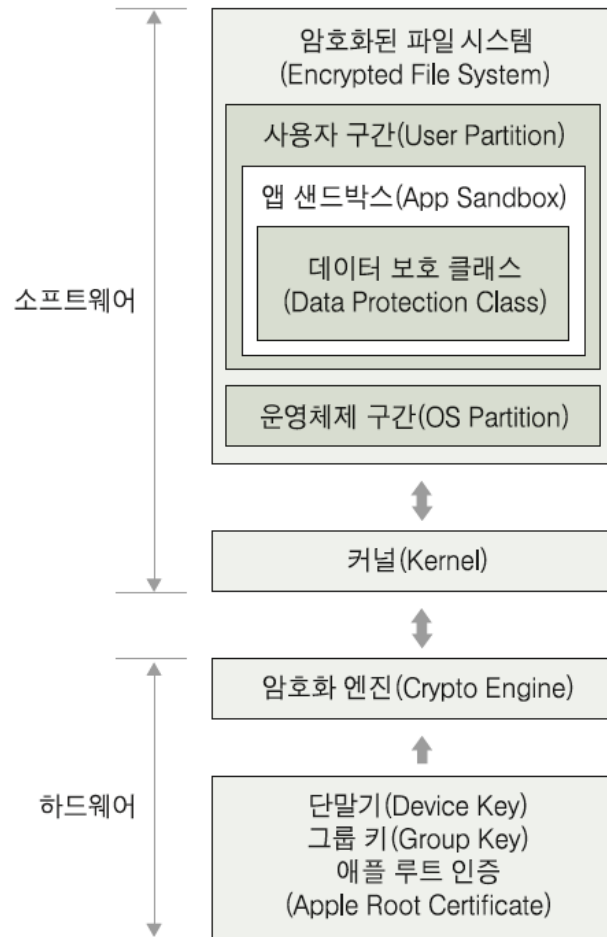 암호화된 파일 시스템
(Encrypted File System)
사용자 구간(User Partition)
앱 샌드박스(App Sandbox)
데이터 보호 클래스
(Data Protection Class)
소프트웨어
운영체제 구간(OS Partition)
커널(Kernel)
암호화 엔진(Crypto Engine)
하드웨어
단말기(Device Key)
그룹 키(Group Key)
애플 루트 인증
(Apple Root Certificate)